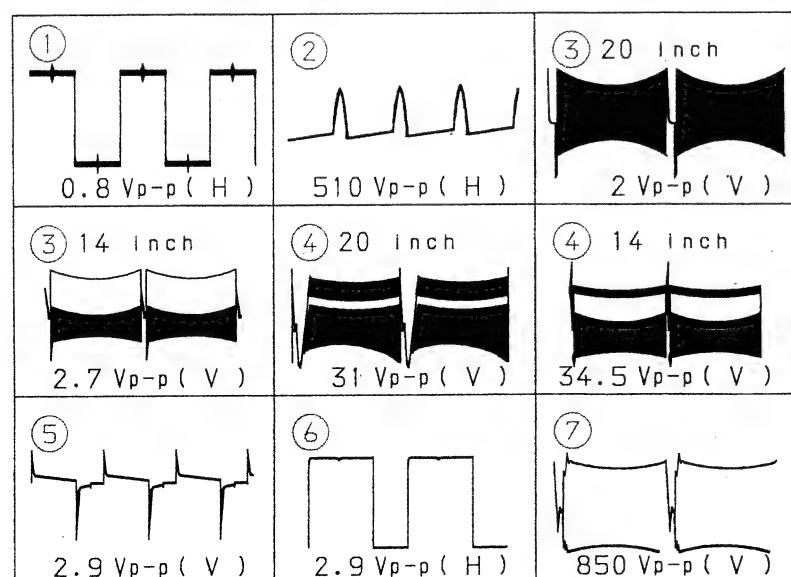 ① 
0.8 Vp-p ( H )
②
510 Vp-p ( H )
③ 20 inch
2 Vp-p ( V )
③ 14 inch
2.7 Vp-p ( V )
④ 20 inch
31 Vp-p ( V )
④ 14 inch
34.5 Vp-p ( V )
⑤
2.9 Vp-p ( V )
⑥
2.9 Vp-p ( H )
⑦
850 Vp-p ( V )